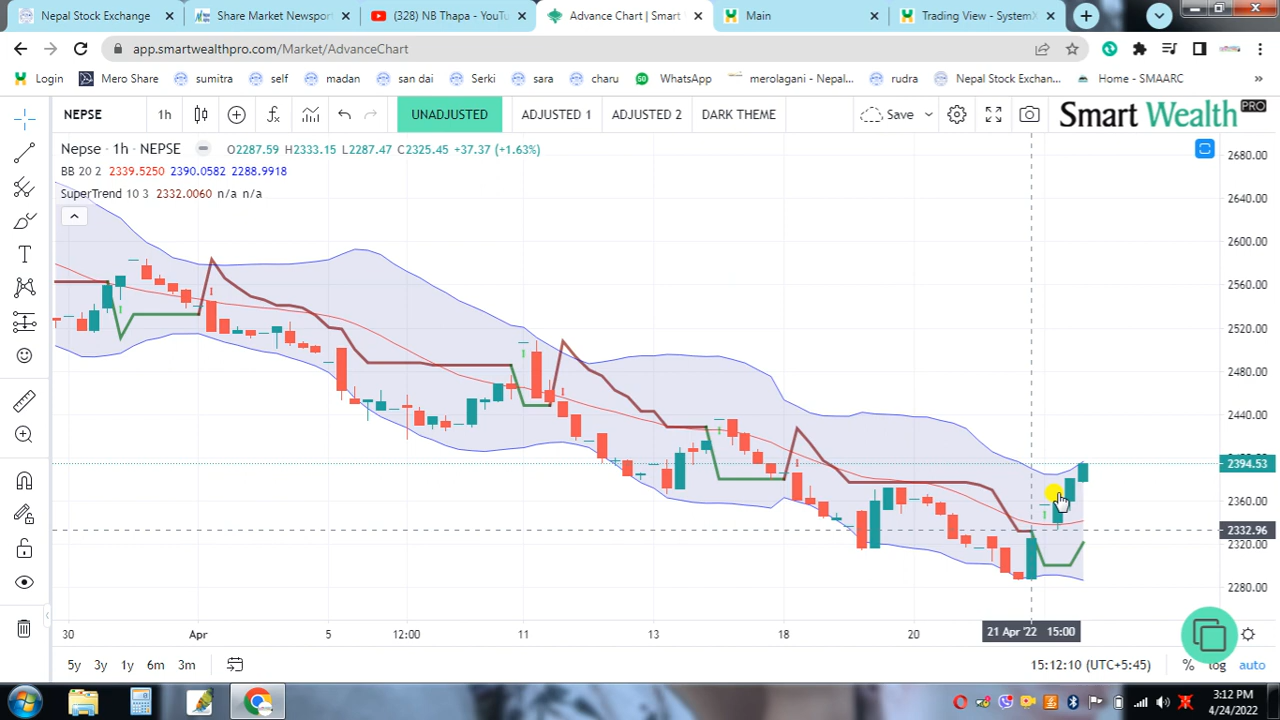 Nepal Stock Exchange
Share Market Newsport
(328) NB Thapa - YouTu
Advance Chart | Smart
Main
Trading View - SystemX
app.smartwealthpro.com/Market/AdvanceChart
Login
Mero Share
sumitra
self
madan
san dai
Serki
sara
charu
50
WhatsApp
merolagani - Nepal...
rudra
Nepal Stock Exchan...
Home - SMAARC
»
NEPSE
1h
UNADJUSTED
ADJUSTED 1
ADJUSTED 2
DARK THEME
Save
Smart Wealth PRO
Nepse · 1h · NEPSE O2287.59 H2333.15 L2287.47 C2325.45 +37.37 (+1.63%)
BB 20 2 2339.5250 2390.0582 2288.9918
SuperTrend 10 3 2332.0060 n/a n/a
2680.00
2640.00
2600.00
2560.00
2520.00
2480.00
2440.00
2394.53
2360.00
2332.96
2320.00
2280.00
30
Apr
5
12:00
11
13
18
20
21 Apr '22 15:00
5y
3y
1y
6m
3m
15:12:10 (UTC+5:45)
%
log
auto
3:12 PM
4/24/2022